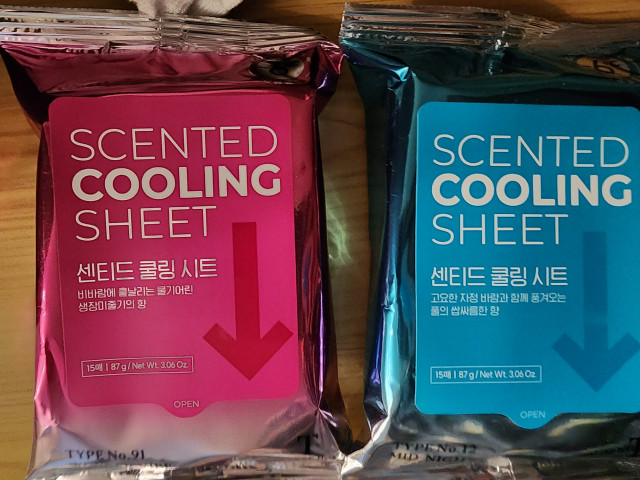 SCENTED
COOLING
SHEET
센티드 쿨링 시트
비바람에 흩날리는 물기어린
생장미줄기의 향
15매 | 87 g / Net Wt. 3.06 Oz.
OPEN
TYPE No.91
SCENTED
COOLING
SHEET
센티드 쿨링 시트
고요한 자정 바람과 함께 풍겨오는
풀의 쌉싸름한 향
15매 | 87 g / Net Wt. 3.06 Oz.
OPEN
TYPE No.12